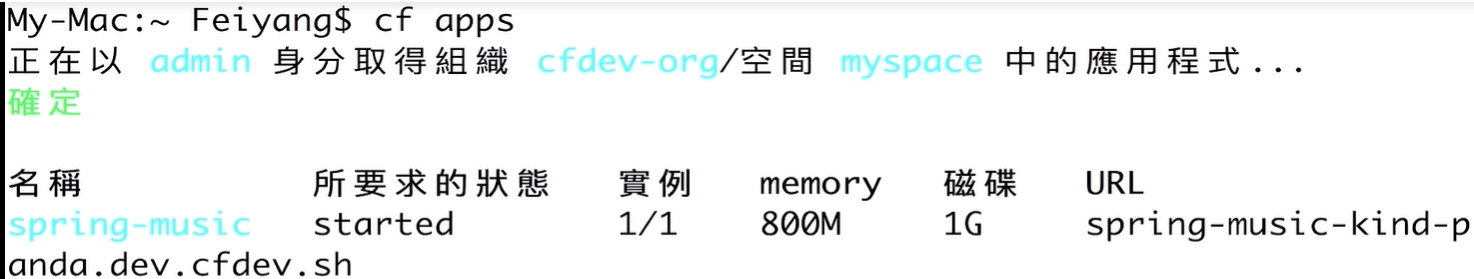 My-Mac:~ Feiyang$ cf apps
正在以 admin 身分取得組織 cfdev-org/空間 myspace 中的應用程式...
確定
名稱 所要求的狀態 實例 memory 磁碟 URL
spring-music started 1/1 800M 1G spring-music-kind-p
anda.dev.cfdev.sh